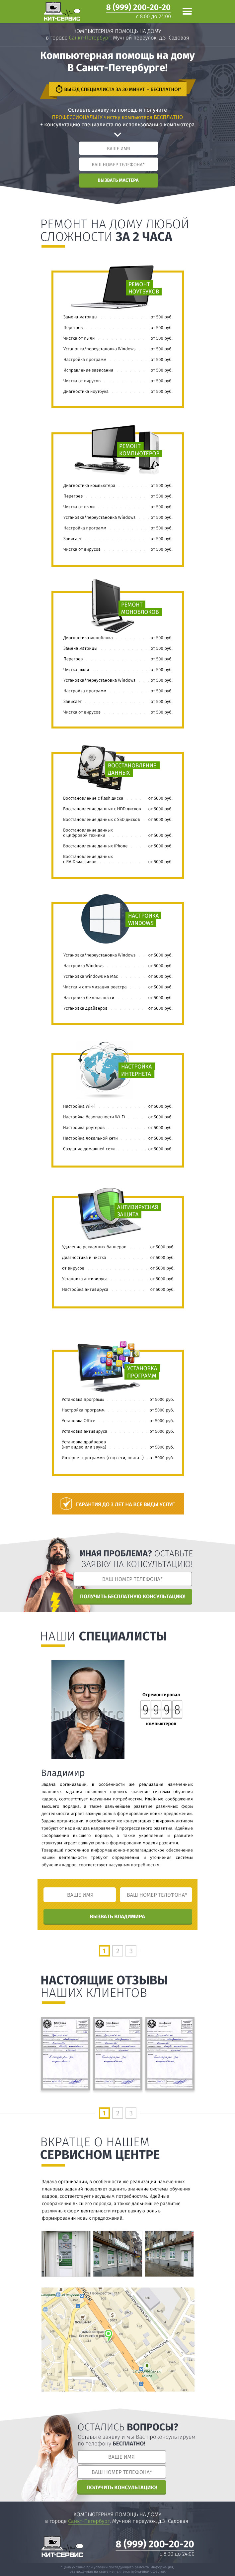 НИТ-СЕРВИС
8 (999) 200-20-20
с 8:00 до 24:00
КОМПЬЮТЕРНАЯ ПОМОЩЬ НА ДОМУ
в городе Санкт-Петербург, Мучной переулок, д.3. Садовая
Компьютерная помощь на дому
В Санкт-Петербурге!
ВЫЕЗД СПЕЦИАЛИСТА ЗА 30 МИНУТ - БЕСПЛАТНО!*
Оставьте заявку на помощь и получите
ПРОФЕССИОНАЛЬНУЮ чистку компьютера БЕСПЛАТНО
+ консультацию специалиста по использованию компьютера
ВАШЕ ИМЯ
ВАШ НОМЕР ТЕЛЕФОНА*
ВЫЗВАТЬ МАСТЕРА
РЕМОНТ НА ДОМУ ЛЮБОЙ
СЛОЖНОСТИ ЗА 2 ЧАСА
РЕМОНТ
НОУТБУКОВ
Замена матрицы от 500 руб.
Перегрев от 500 руб.
Чистка от пыли от 500 руб.
Установка/переустановка Windows от 500 руб.
Настройка программ от 500 руб.
Исправление зависания от 500 руб.
Чистка от вирусов от 500 руб.
Диагностика ноутбука от 500 руб.
РЕМОНТ
КОМПЬЮТЕРОВ
Диагностика компьютера от 500 руб.
Перегрев от 500 руб.
Чистка от пыли от 500 руб.
Установка/переустановка Windows от 500 руб.
Настройка программ от 500 руб.
Зависает от 500 руб.
Чистка от вирусов от 500 руб.
РЕМОНТ
МОНОБЛОКОВ
Диагностика моноблока от 500 руб.
Замена матрицы от 500 руб.
Перегрев от 500 руб.
Чистка пыли от 500 руб.
Установка/переустановка Windows от 500 руб.
Настройка программ от 500 руб.
Зависает от 500 руб.
Чистка от вирусов от 500 руб.
ВОССТАНОВЛЕНИЕ
ДАННЫХ
Восстановление с flash диска от 5000 руб.
Восстановление данных с HDD дисков от 5000 руб.
Восстановление данных с SSD дисков от 5000 руб.
Восстановление данных
с цифровой техники от 5000 руб.
Восстановление данных iPhone от 5000 руб.
Восстановление данных
с RAID массивов от 5000 руб.
НАСТРОЙКА
WINDOWS
Установка/переустановка Windows от 5000 руб.
Настройка Windows от 5000 руб.
Установка Windows на Mac от 5000 руб.
Чистка и оптимизация реестра от 5000 руб.
Настройка безопасности от 5000 руб.
Установка драйверов от 5000 руб.
НАСТРОЙКА
ИНТЕРНЕТА
Настройка Wi-Fi от 5000 руб.
Настройка безопасности Wi-Fi от 5000 руб.
Настройка роутеров от 5000 руб.
Настройка локальной сети от 5000 руб.
Создание домашней сети от 5000 руб.
АНТИВИРУСНАЯ
ЗАЩИТА
Удаление рекламных баннеров от 5000 руб.
Диагностика и чистка от 5000 руб.
от вирусов от 5000 руб.
Установка антивируса от 5000 руб.
Настройка антивируса от 5000 руб.
УСТАНОВКА
ПРОГРАММ
Установка программ от 5000 руб.
Настройка программ от 5000 руб.
Установка Office от 5000 руб.
Установка антивируса от 5000 руб.
Установка драйверов
(нет видео или звука) от 5000 руб.
Интернет программы (соц.сети, почта...) от 5000 руб.
ГАРАНТИЯ ДО 3 ЛЕТ НА ВСЕ ВИДЫ УСЛУГ
ИНАЯ ПРОБЛЕМА? ОСТАВЬТЕ
ЗАЯВКУ НА КОНСУЛЬТАЦИЮ!
ВАШ НОМЕР ТЕЛЕФОНА*
ПОЛУЧИТЬ БЕСПЛАТНУЮ КОНСУЛЬТАЦИЮ!
НАШИ СПЕЦИАЛИСТЫ
Отремонтировал
9998
компьютеров
Владимир
Задача организации, в особенности же реализация намеченных
плановых заданий позволяет оценить значение системы обучения
кадров, соответствует насущным потребностям. Идейные соображения
высшего порядка, а также дальнейшее развитие различных форм
деятельности играет важную роль в формировании новых предложений.
Задача организации, а особенности же консультация с широким активом
требует от нас анализа направлений прогрессивного развития. Идейные
соображения высшего порядка, а также укрепление и развитие
структуры играет важную роль в формировании модели развития.
Товарищи! постоянное информационно-пропагандистское обеспечение
нашей деятельности требует определения и уточнения системы
обучения кадров, соответствует насущным потребностям.
ВАШЕ ИМЯ
ВАШ НОМЕР ТЕЛЕФОНА*
ВЫЗВАТЬ ВЛАДИМИРА
1 2 3
НАСТОЯЩИЕ ОТЗЫВЫ
НАШИХ КЛИЕНТОВ
1 2 3
ВКРАТЦЕ О НАШЕМ
СЕРВИСНОМ ЦЕНТРЕ
Задача организации, в особенности же реализация намеченных
плановых заданий позволяет оценить значение системы обучения
кадров, соответствует насущным потребностям. Идейные
соображения высшего порядка, а также дальнейшее развитие
различных форм деятельности играет важную роль в
формировании новых предложений.
ОСТАЛИСЬ ВОПРОСЫ?
Оставьте заявку и мы Вас проконсультируем
по телефону БЕСПЛАТНО!
ВАШЕ ИМЯ
ВАШ НОМЕР ТЕЛЕФОНА*
ПОЛУЧИТЬ КОНСУЛЬТАЦИЮ!
КОМПЬЮТЕРНАЯ ПОМОЩЬ НА ДОМУ
в городе Санкт-Петербург, Мучной переулок, д.3. Садовая
НИТ-СЕРВИС
8 (999) 200-20-20
с 8:00 до 24:00